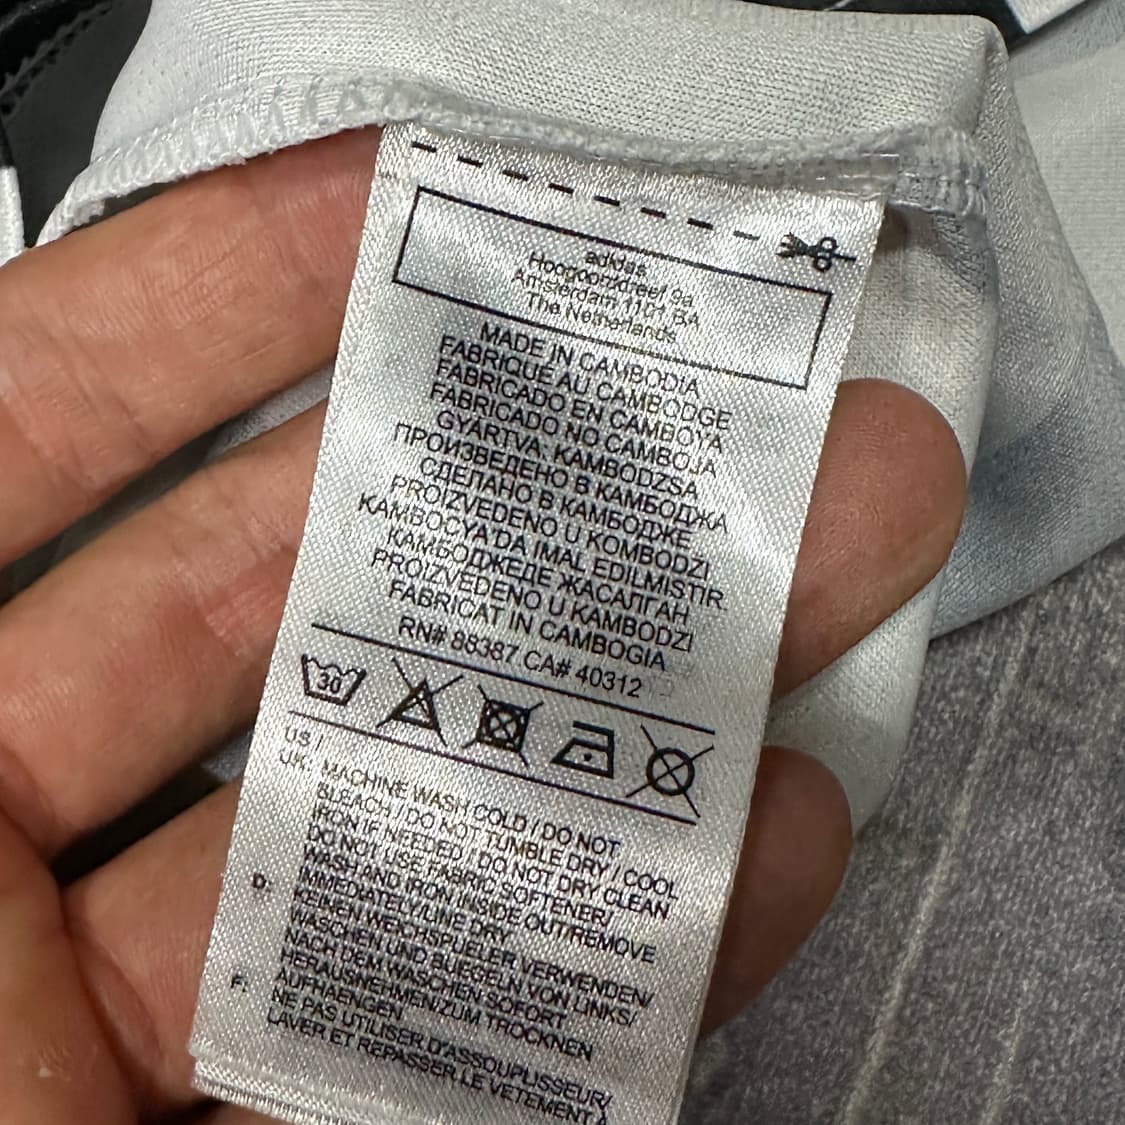 adidas
Hoogoorddreef 9a
Amsterdam 1101 BA
The Netherlands
MADE IN CAMBODIA
FABRIQUÉ AU CAMBODGE
FABRICADO EN CAMBOYA
FABRICADO NO CAMBOJA
GYÁRTVA: KAMBODZSA
ПРОИЗВЕДЕНО В КАМБОДЖА
СДЕЛАНО В КАМБОДЖЕ
PROIZVEDENO U KOMBODZI
KAMBOÇYA'DA IMAL EDILMISTIR.
КАМБОДЖЕДЕ ЖАСАЛҒАН
PROIZVEDENO U KAMBODZI
FABRICAT IN CAMBOGIA
RN# 88387 CA# 40312
30
US /
U.K: MACHINE WASH COLD / DO NOT
BLEACH / DO NOT TUMBLE DRY / COOL
IRON IF NEEDED / DO NOT DRY CLEAN
DO NOT USE FABRIC SOFTENER/
WASH AND IRON INSIDE OUT/REMOVE
IMMEDIATELY/LINE DRY
D: KEINEN WEICHSPUELER VERWENDEN/
WASCHEN UND BUEGELN VON LINKS/
NACH DEM WASCHEN SOFORT
HERAUSNEHMEN/ZUM TROCKNEN
AUFHAENGEN
F: NE PAS UTILISER D'ASSOUPLISSEUR/
LAVER ET REPASSER LE VETEMENT A